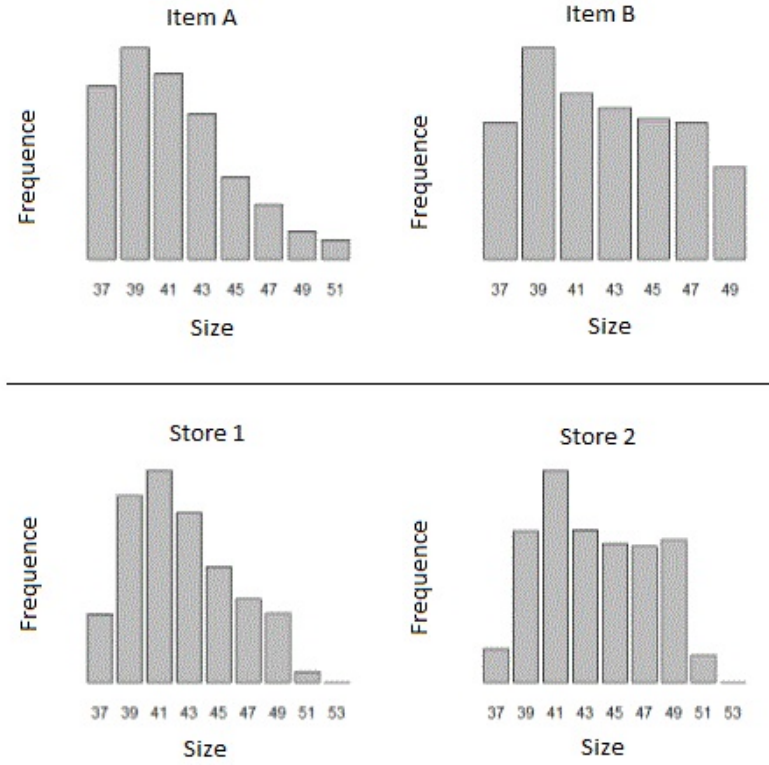 Item A
Frequence
37 39 41 43 45 47 49 51
Size
Item B
Frequence
37 39 41 43 45 47 49
Size
Store 1
Frequence
37 39 41 43 45 47 49 51 53
Size
Store 2
Frequence
37 39 41 43 45 47 49 51 53
Size